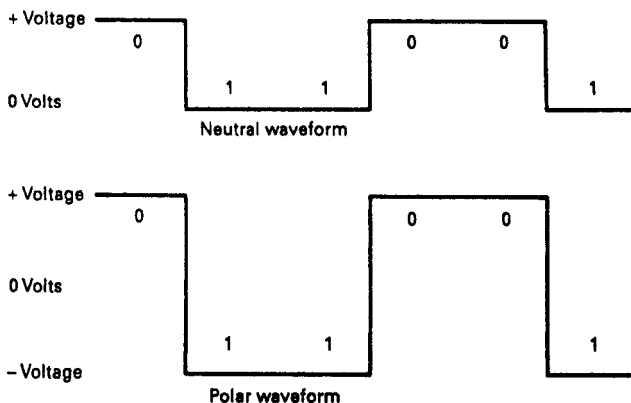 + Voltage
0
1 1
0 0
1
0 Volts
Neutral waveform
+ Voltage
0
0 0
0 Volts
1 1
1
– Voltage
Polar waveform